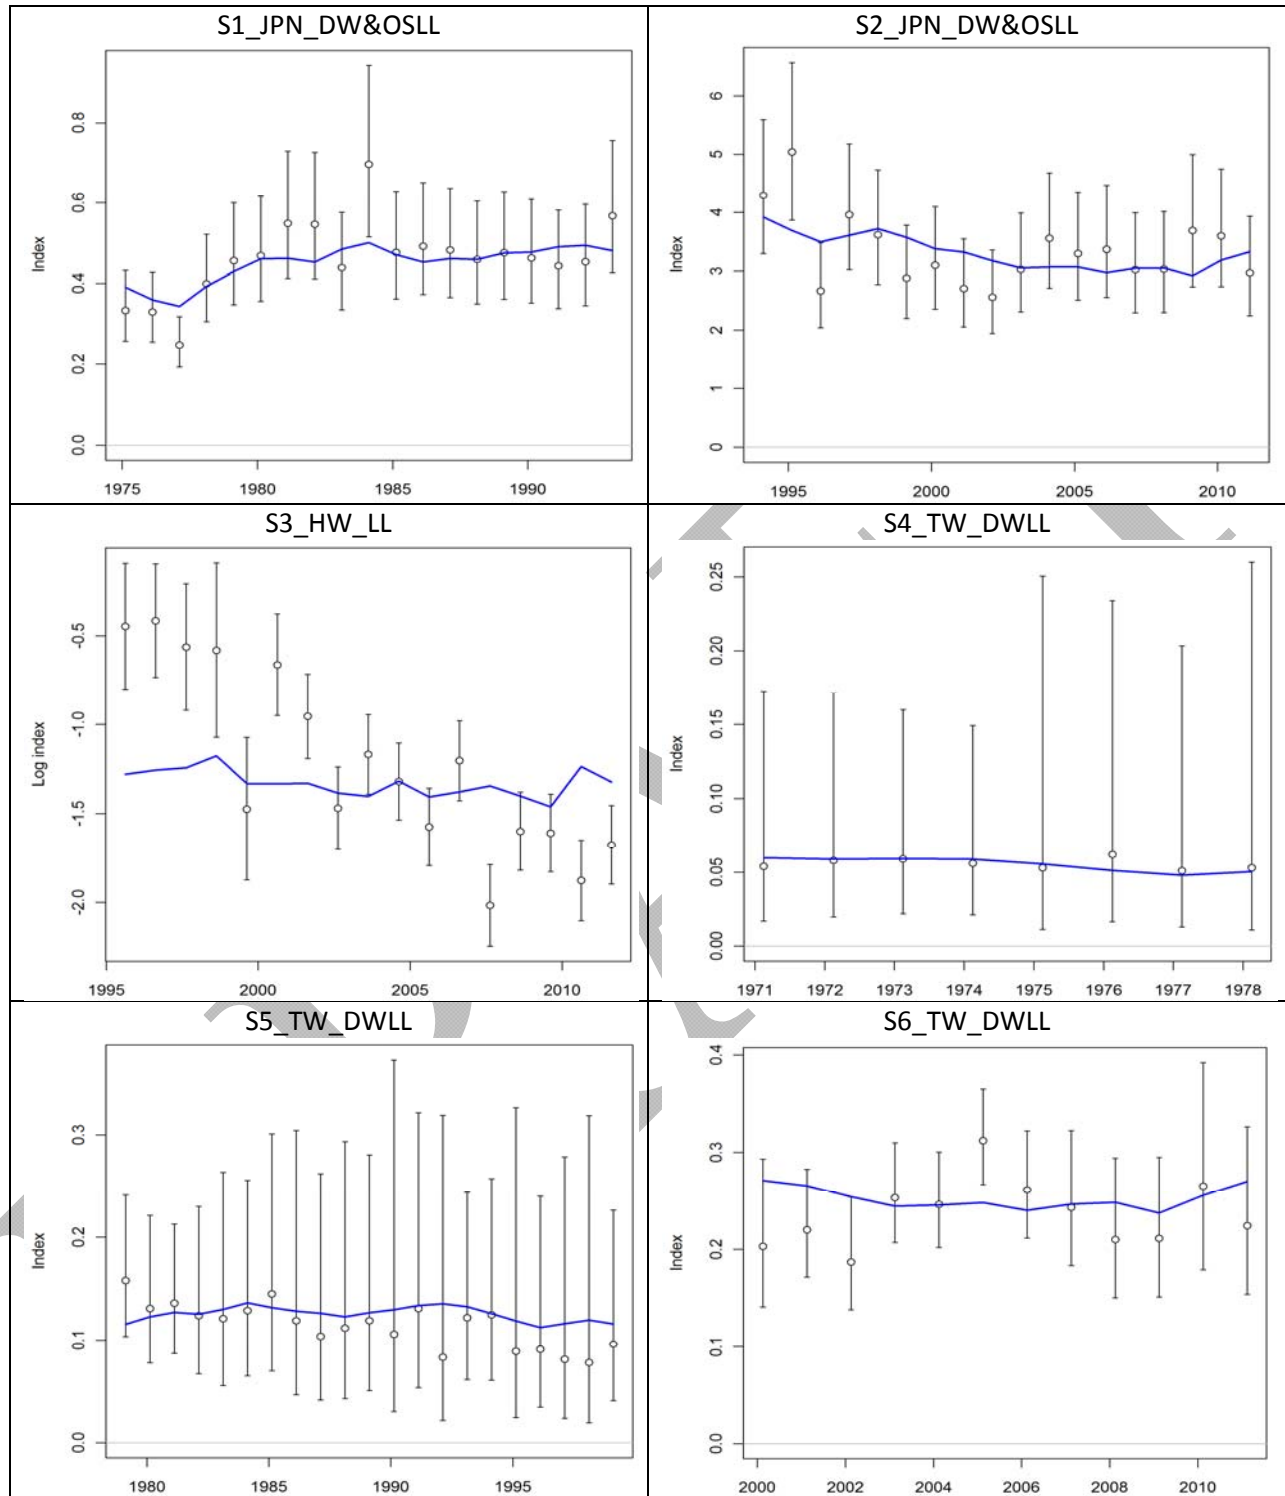 S1_JPN_DW&OSLL
Index
0.0 0.2 0.4 0.6 0.8
1975 1980 1985 1990
S2_JPN_DW&OSLL
Index
0 1 2 3 4 5 6
1995 2000 2005 2010
S3_HW_LL
Log index
-2.0 -1.5 -1.0 -0.5
1995 2000 2005 2010
S4_TW_DWLL
Index
0.00 0.05 0.10 0.15 0.20 0.25
1971 1972 1973 1974 1975 1976 1977 1978
S5_TW_DWLL
Index
0.0 0.1 0.2 0.3
1980 1985 1990 1995
S6_TW_DWLL
Index
0.0 0.1 0.2 0.3 0.4
2000 2002 2004 2006 2008 2010